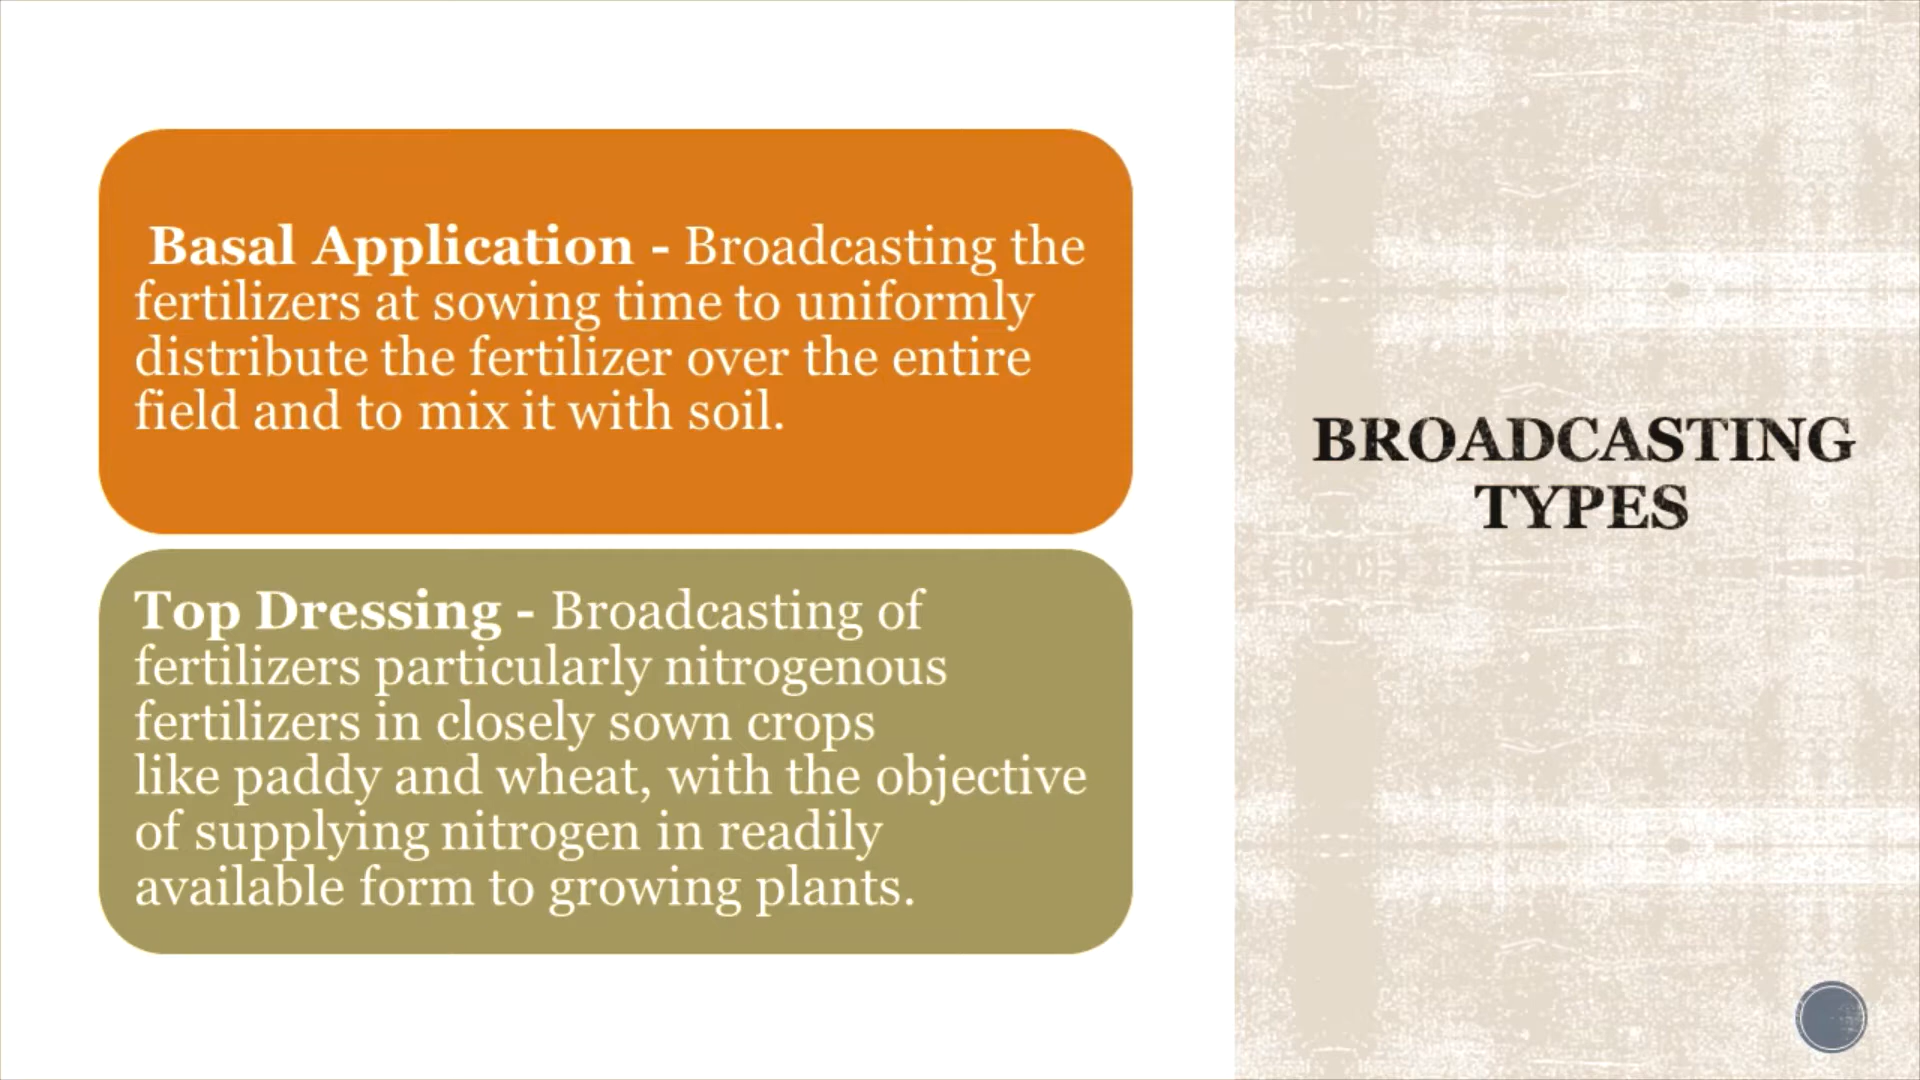 Basal Application - Broadcasting the
fertilizers at sowing time to uniformly
distribute the fertilizer over the entire
field and to mix it with soil.
Top Dressing - Broadcasting of
fertilizers particularly nitrogenous
fertilizers in closely sown crops
like paddy and wheat, with the objective
of supplying nitrogen in readily
available form to growing plants.
BROADCASTING
TYPES